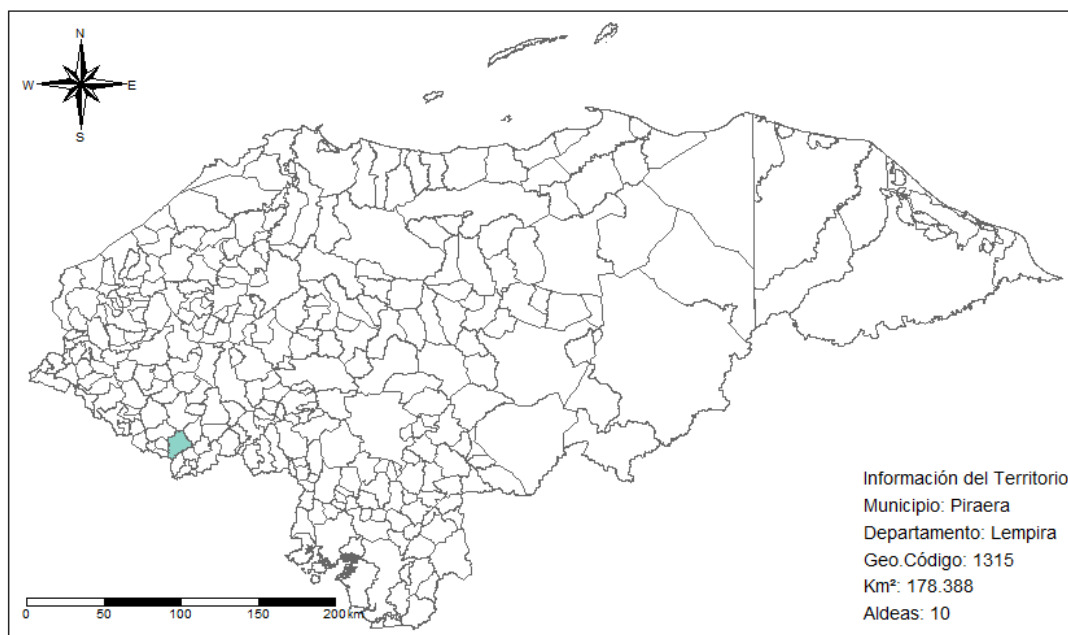 N
W E
S
Información del Territorio
Municipio: Piraera
Departamento: Lempira
Geo.Código: 1315
Km²: 178.388
Aldeas: 10
0 50 100 150 200 km